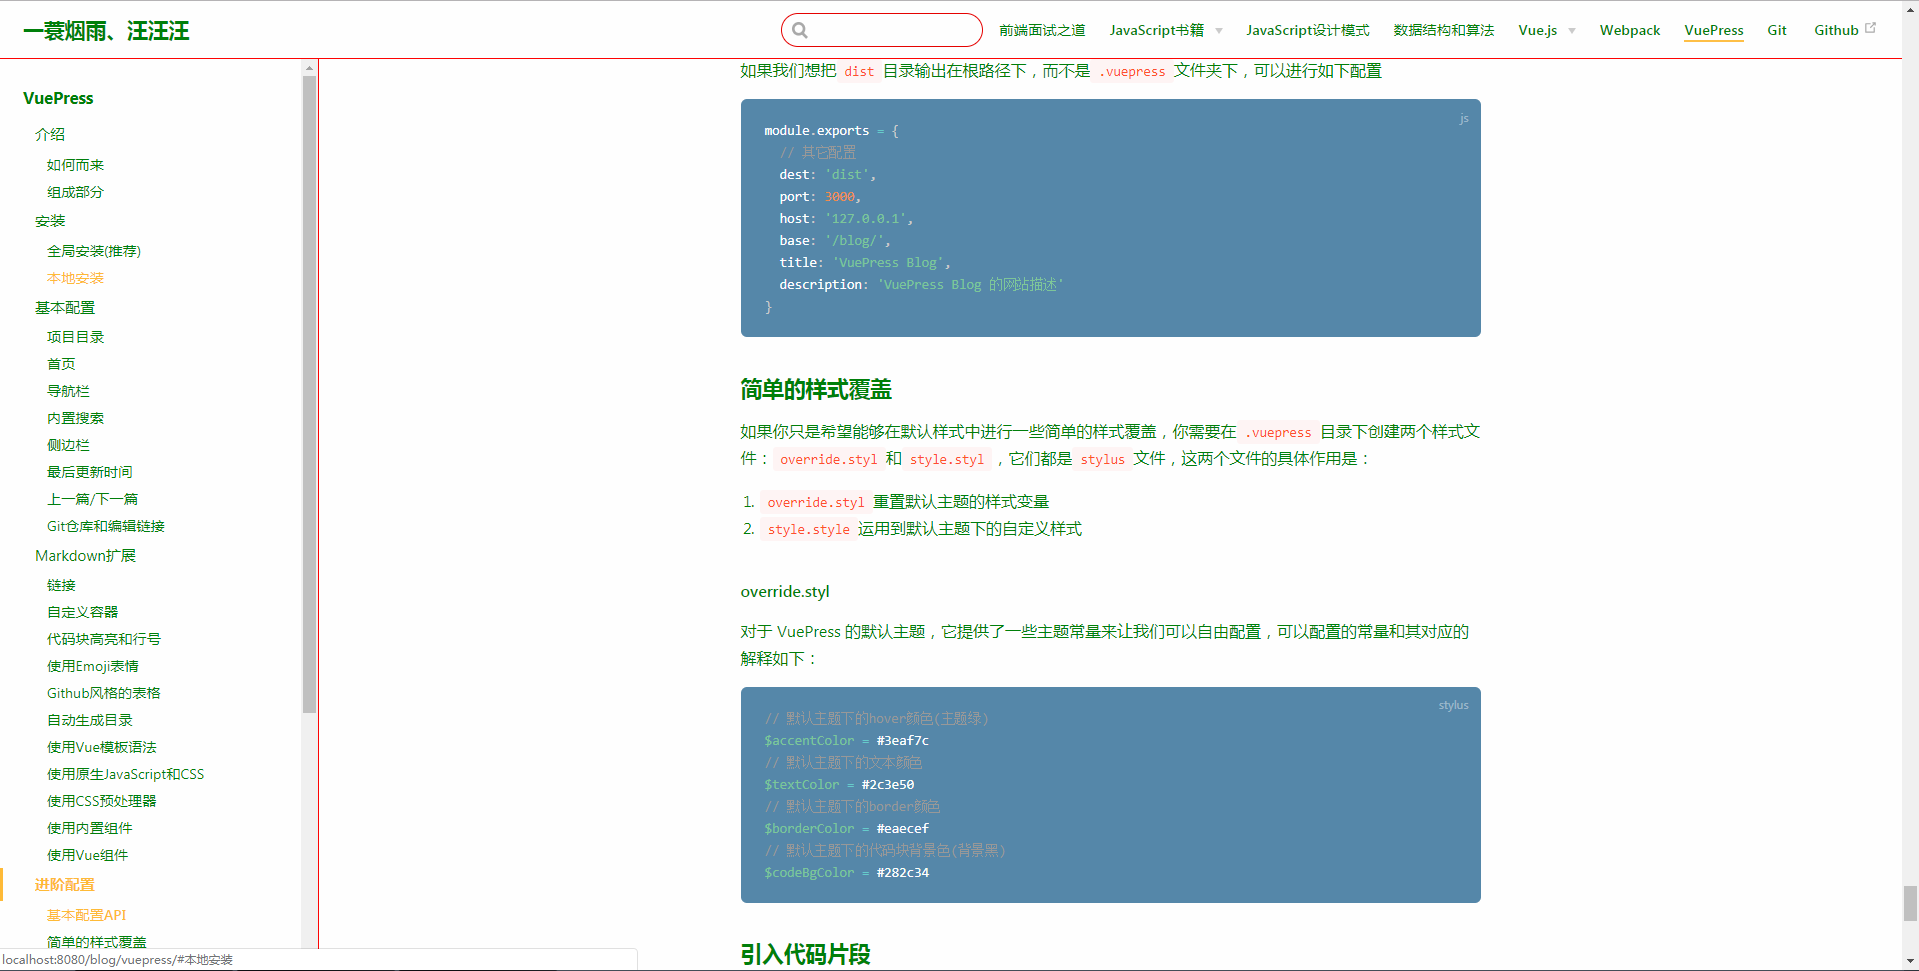 一蓑烟雨、汪汪汪
前端面试之道 JavaScript书籍 JavaScript设计模式 数据结构和算法 Vue.js Webpack VuePress Git Github
VuePress
介绍
如何而来
组成部分
安装
全局安装(推荐)
本地安装
基本配置
项目目录
首页
导航栏
内置搜索
侧边栏
最后更新时间
上一篇/下一篇
Git仓库和编辑链接
Markdown扩展
链接
自定义容器
代码块高亮和行号
使用Emoji表情
Github风格的表格
自动生成目录
使用Vue模板语法
使用原生JavaScript和CSS
使用CSS预处理器
使用内置组件
使用Vue组件
进阶配置
基本配置API
简单的样式覆盖
localhost:8080/blog/vuepress/#本地安装
如果我们想把 dist 目录输出在根路径下，而不是 .vuepress 文件夹下，可以进行如下配置
js
module.exports = {
// 其它配置
dest: 'dist',
port: 3000,
host: '127.0.0.1',
base: '/blog/',
title: 'VuePress Blog',
description: 'VuePress Blog 的网站描述'
}
简单的样式覆盖
如果你只是希望能够在默认样式中进行一些简单的样式覆盖，你需要在 .vuepress 目录下创建两个样式文
件： override.styl 和 style.styl ，它们都是 stylus 文件，这两个文件的具体作用是：
1. override.styl 重置默认主题的样式变量
2. style.style 运用到默认主题下的自定义样式
override.styl
对于 VuePress 的默认主题，它提供了一些主题常量来让我们可以自由配置，可以配置的常量和其对应的
解释如下：
stylus
// 默认主题下的hover颜色(主题绿)
$accentColor = #3eaf7c
// 默认主题下的文本颜色
$textColor = #2c3e50
// 默认主题下的border颜色
$borderColor = #eaecef
// 默认主题下的代码块背景色(背景黑)
$codeBgColor = #282c34
引入代码片段